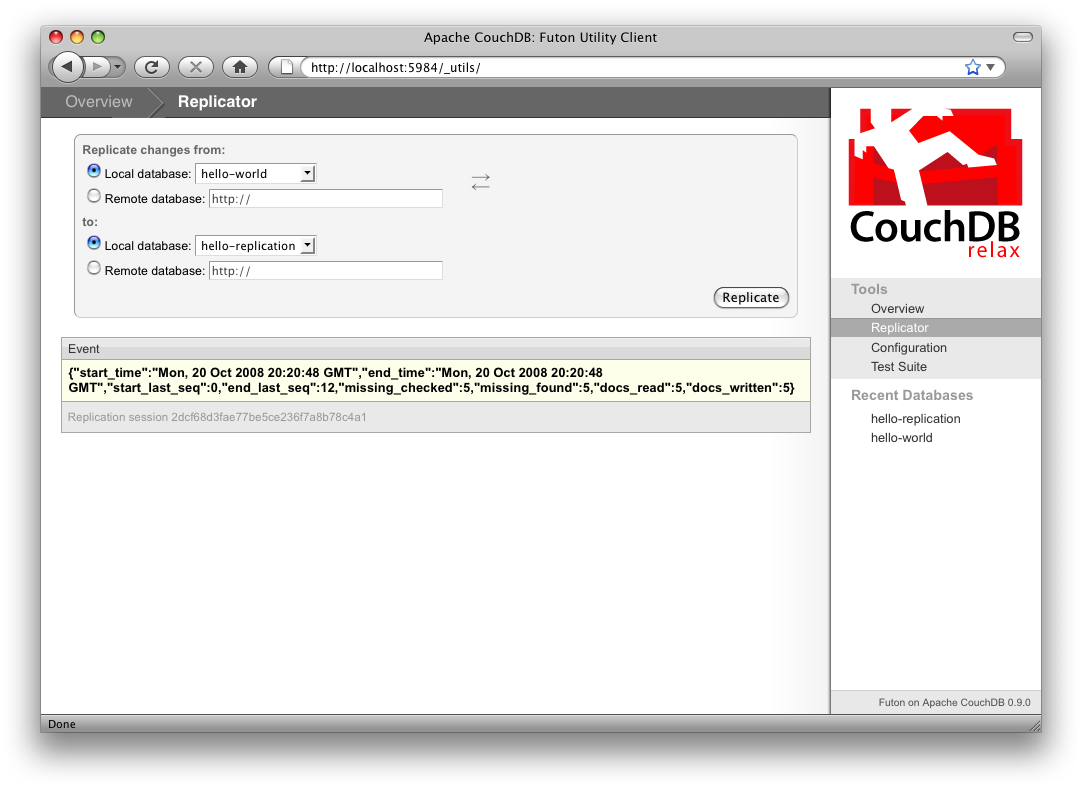 Apache CouchDB: Futon Utility Client
http://localhost:5984/_utils/
Overview
Replicator
Replicate changes from:
Local database: hello-world
Remote database: http://
to:
Local database: hello-replication
Remote database: http://
Replicate
Event
{"start_time":"Mon, 20 Oct 2008 20:20:48 GMT","end_time":"Mon, 20 Oct 2008 20:20:48
GMT","start_last_seq":0,"end_last_seq":12,"missing_checked":5,"missing_found":5,"docs_read":5,"docs_written":5}
Replication session 2dcf68d3fae77be5ce236f7a8b78c4a1
CouchDB
relax
Tools
Overview
Replicator
Configuration
Test Suite
Recent Databases
hello-replication
hello-world
Futon on Apache CouchDB 0.9.0
Done